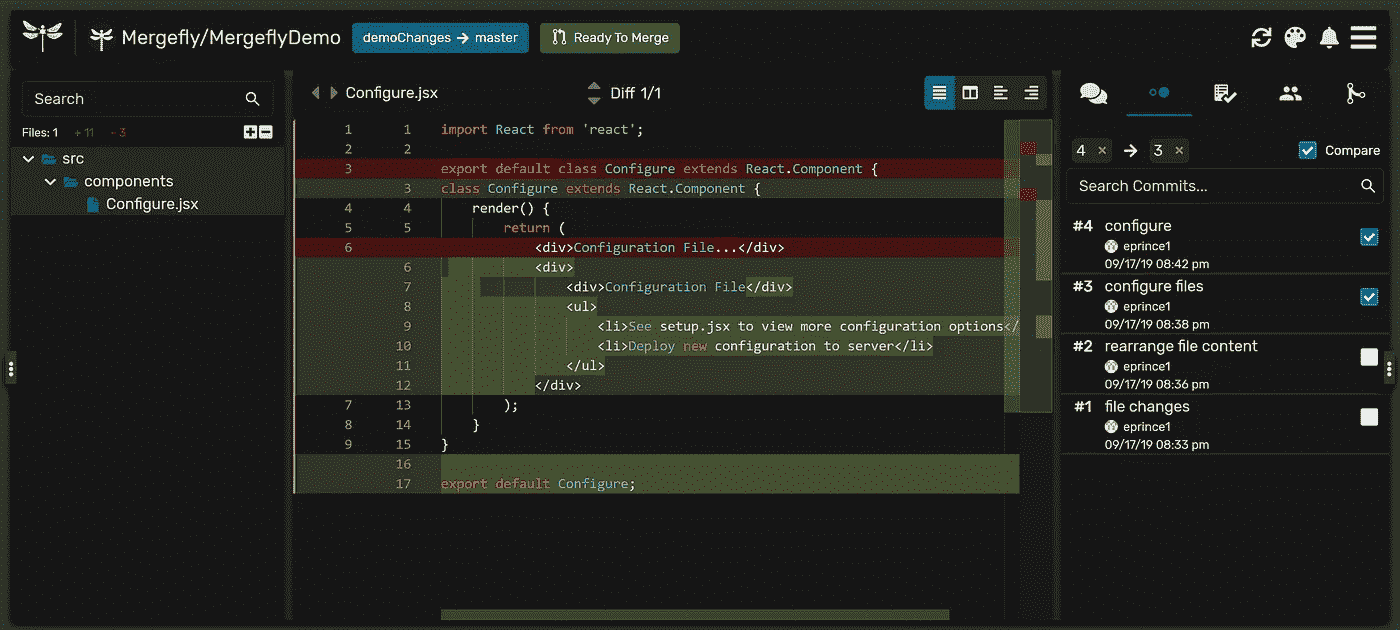 Mergefly/MergeflyDemo demoChanges → master Ready To Merge
Search
Files: 1 + 11 - 3
src
components
Configure.jsx
Configure.jsx Diff 1/1
1 1 import React from 'react';
2 2
3 export default class Configure extends React.Component {
3 class Configure extends React.Component {
4 4 render() {
5 5 return (
6 <div>Configuration File...</div>
6 <div>
7 <div>Configuration File</div>
8 <ul>
9 <li>See setup.jsx to view more configuration options</
10 <li>Deploy new configuration to server</li>
11 </ul>
12 </div>
7 13 );
8 14 }
9 15 }
16
17 export default Configure;
4 × → 3 × Compare
Search Commits...
#4 configure
eprince1
09/17/19 08:42 pm
#3 configure files
eprince1
09/17/19 08:38 pm
#2 rearrange file content
eprince1
09/17/19 08:36 pm
#1 file changes
eprince1
09/17/19 08:33 pm